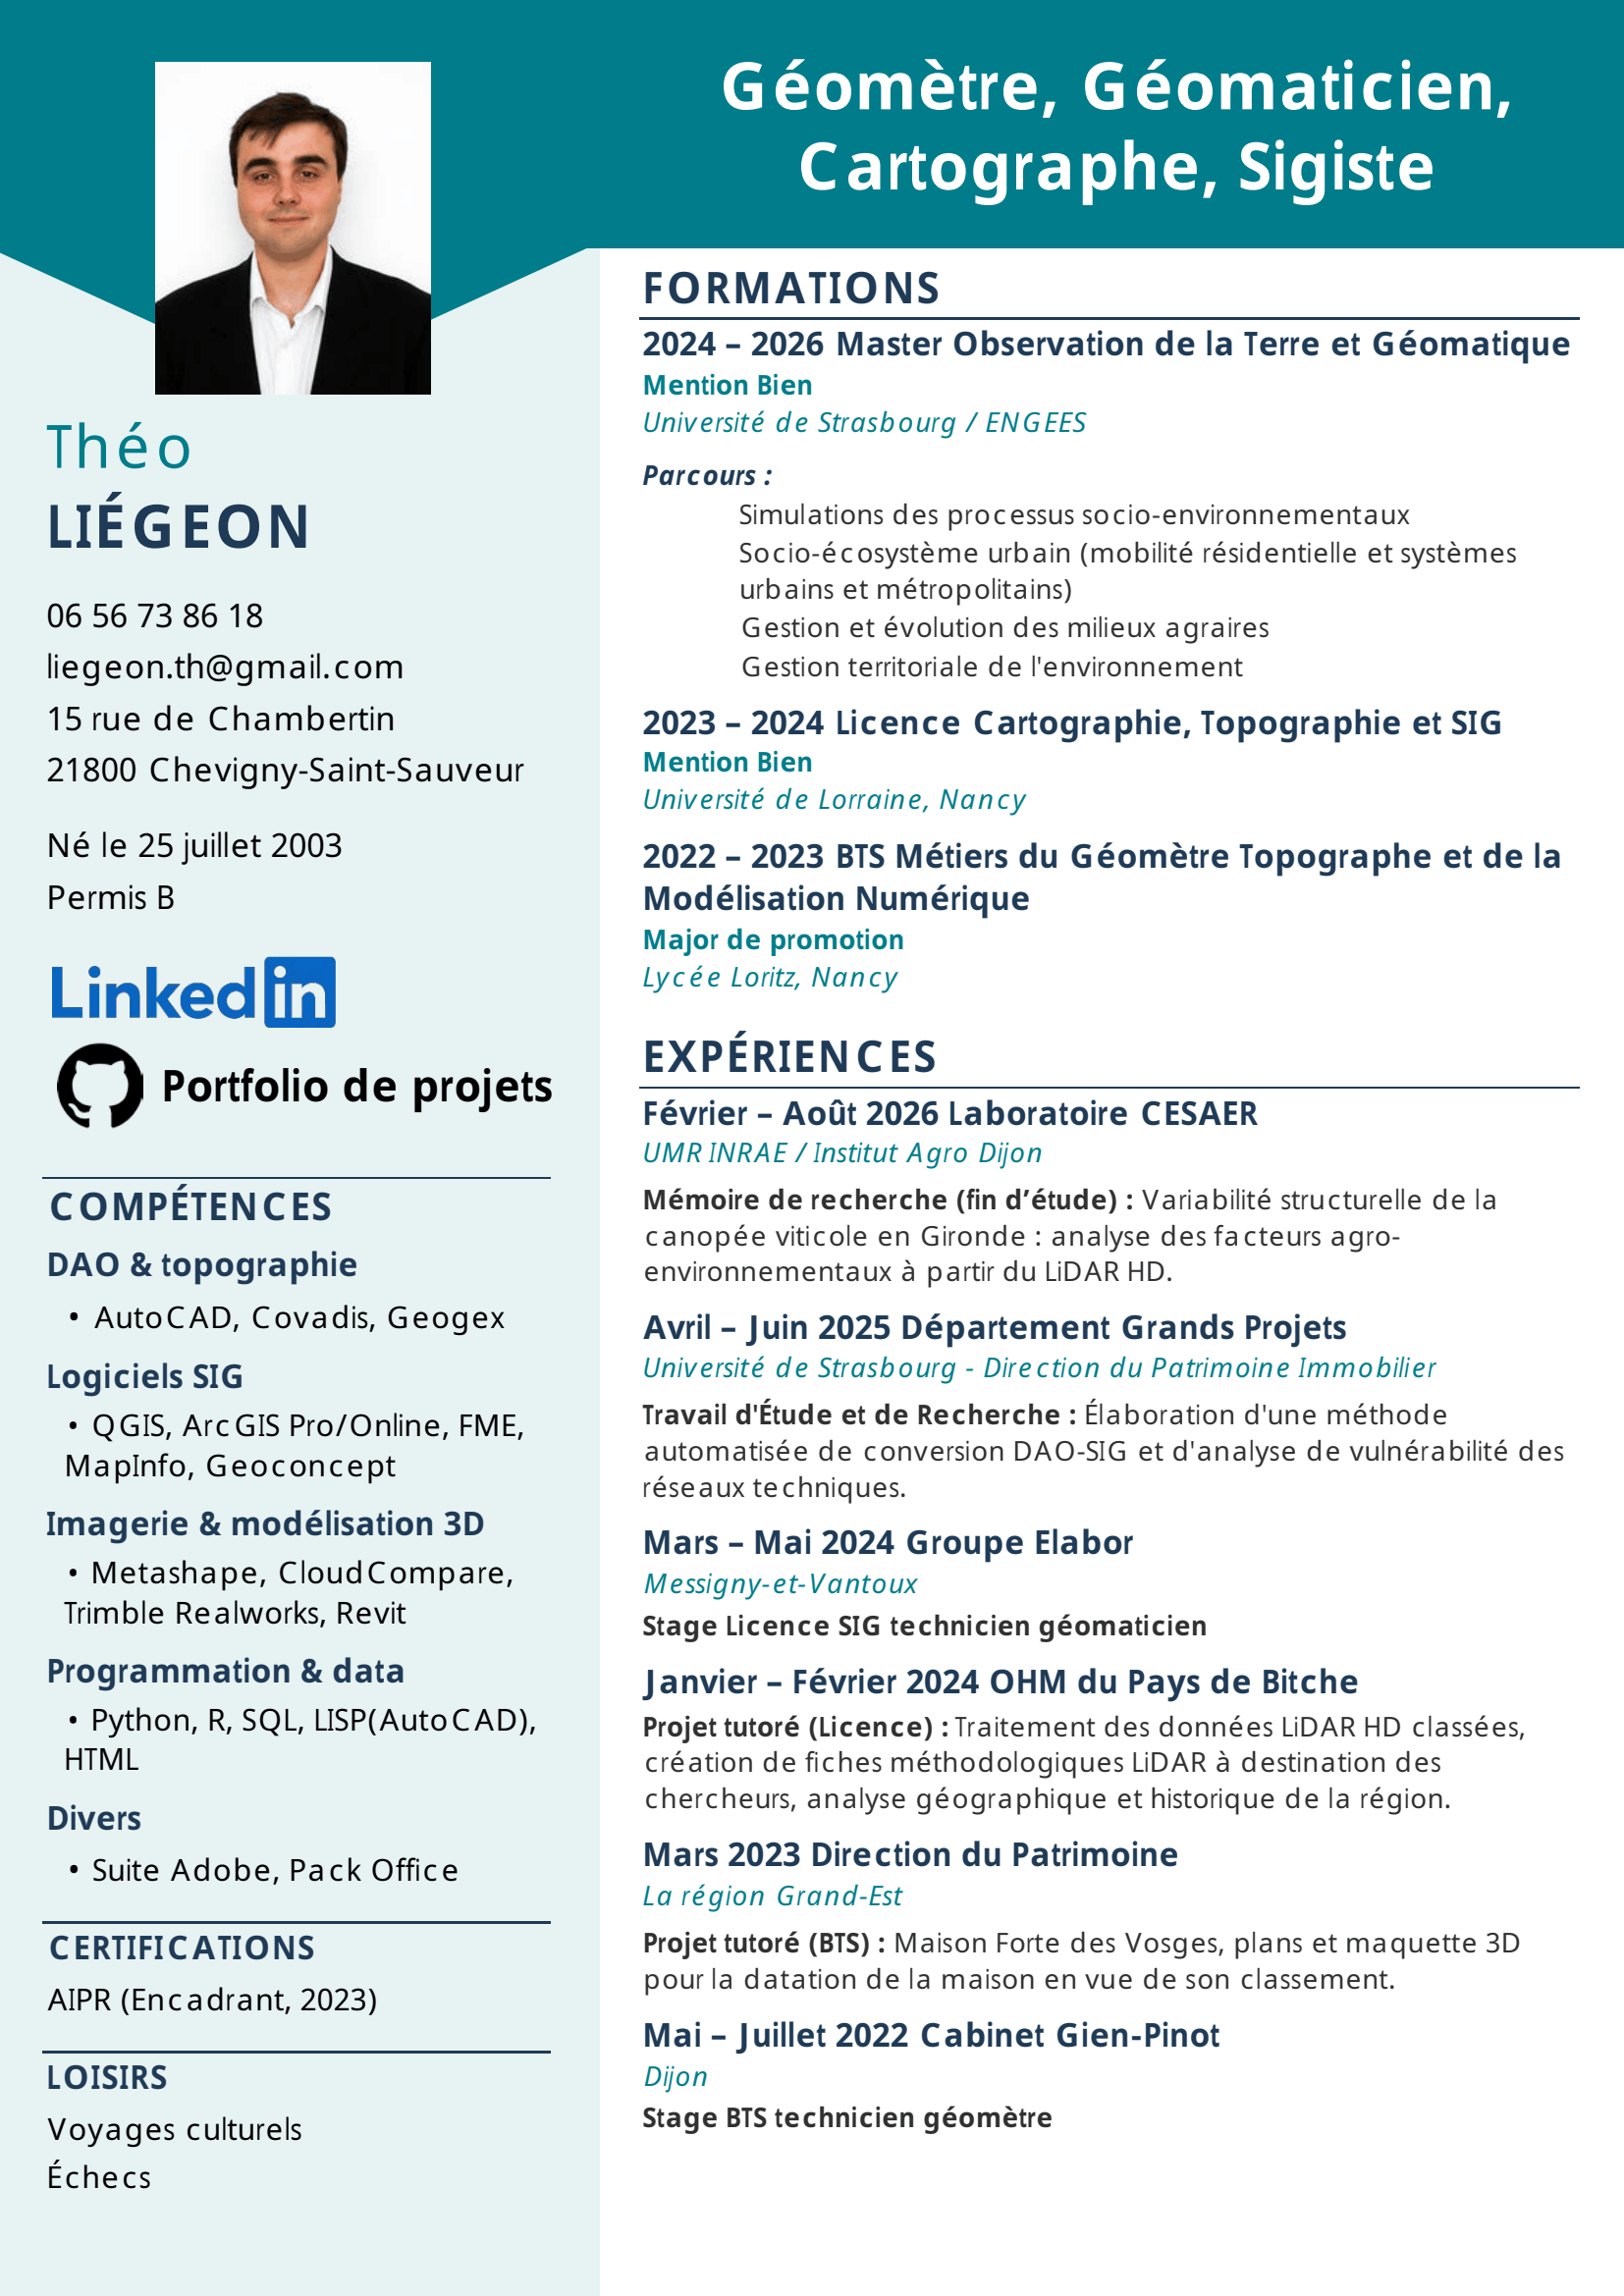 Géomètre, Géomaticien,
Cartographe, Sigiste
Théo
LIÉGEON
06 56 73 86 18
liegeon.th@gmail.com
15 rue de Chambertin
21800 Chevigny-Saint-Sauveur
Né le 25 juillet 2003
Permis B
Linkedin
Portfolio de projets
COMPÉTENCES
DAO & topographie
• AutoCAD, Covadis, Geogex
Logiciels SIG
• QGIS, ArcGIS Pro/Online, FME,
MapInfo, Geoconcept
Imagerie & modélisation 3D
• Metashape, CloudCompare,
Trimble Realworks, Revit
Programmation & data
• Python, R, SQL, LISP(AutoCAD),
HTML
Divers
• Suite Adobe, Pack Office
CERTIFICATIONS
AIPR (Encadrant, 2023)
LOISIRS
Voyages culturels
Échecs
FORMATIONS
2024 – 2026 Master Observation de la Terre et Géomatique
Mention Bien
Université de Strasbourg / ENGEES
Parcours :
Simulations des processus socio-environnementaux
Socio-écosystème urbain (mobilité résidentielle et systèmes
urbains et métropolitains)
Gestion et évolution des milieux agraires
Gestion territoriale de l'environnement
2023 – 2024 Licence Cartographie, Topographie et SIG
Mention Bien
Université de Lorraine, Nancy
2022 – 2023 BTS Métiers du Géomètre Topographe et de la
Modélisation Numérique
Major de promotion
Lycée Loritz, Nancy
EXPÉRIENCES
Février – Août 2026 Laboratoire CESAER
UMR INRAE / Institut Agro Dijon
Mémoire de recherche (fin d’étude) : Variabilité structurelle de la
canopée viticole en Gironde : analyse des facteurs agro-
environnementaux à partir du LiDAR HD.
Avril – Juin 2025 Département Grands Projets
Université de Strasbourg - Direction du Patrimoine Immobilier
Travail d'Étude et de Recherche : Élaboration d'une méthode
automatisée de conversion DAO-SIG et d'analyse de vulnérabilité des
réseaux techniques.
Mars – Mai 2024 Groupe Elabor
Messigny-et-Vantoux
Stage Licence SIG technicien géomaticien
Janvier – Février 2024 OHM du Pays de Bitche
Projet tutoré (Licence) : Traitement des données LiDAR HD classées,
création de fiches méthodologiques LiDAR à destination des
chercheurs, analyse géographique et historique de la région.
Mars 2023 Direction du Patrimoine
La région Grand-Est
Projet tutoré (BTS) : Maison Forte des Vosges, plans et maquette 3D
pour la datation de la maison en vue de son classement.
Mai – Juillet 2022 Cabinet Gien-Pinot
Dijon
Stage BTS technicien géomètre